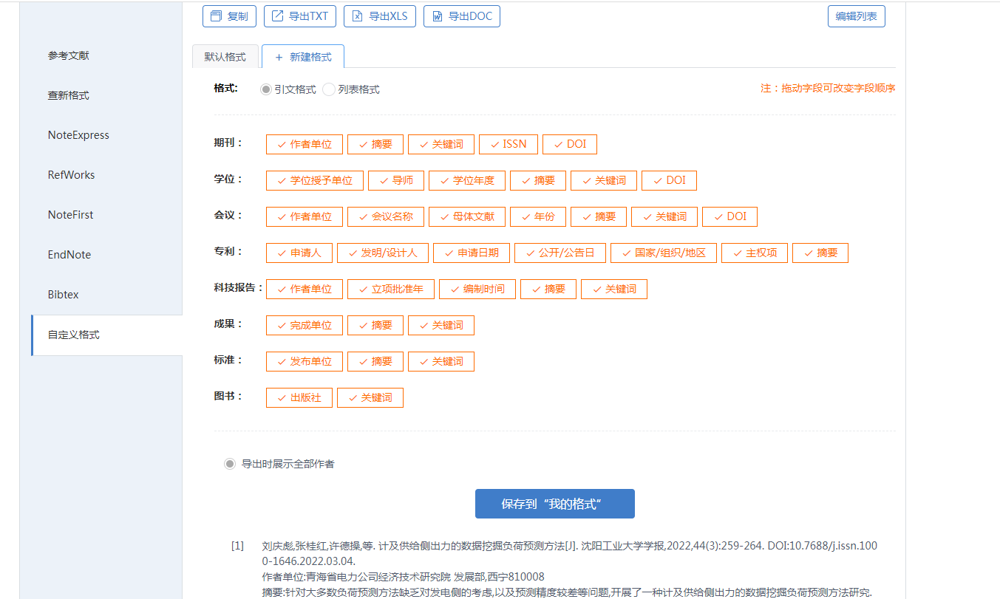 复制 导出TXT 导出XLS 导出DOC 编辑列表
默认格式 + 新建格式
参考文献
查新格式
NoteExpress
RefWorks
NoteFirst
EndNote
Bibtex
自定义格式
格式: 引文格式 列表格式 注：拖动字段可改变字段顺序
期刊： 作者单位 摘要 关键词 ISSN DOI
学位： 学位授予单位 导师 学位年度 摘要 关键词 DOI
会议： 作者单位 会议名称 母体文献 年份 摘要 关键词 DOI
专利： 申请人 发明/设计人 申请日期 公开/公告日 国家/组织/地区 主权项 摘要
科技报告： 作者单位 立项批准年 编制时间 摘要 关键词
成果： 完成单位 摘要 关键词
标准： 发布单位 摘要 关键词
图书： 出版社 关键词
导出时展示全部作者
保存到“我的格式”
[1] 刘庆彪,张桂红,许德操,等. 计及供给侧出力的数据挖掘负荷预测方法[J]. 沈阳工业大学学报,2022,44(3):259-264. DOI:10.7688/j.issn.100
0-1646.2022.03.04.
作者单位:青海省电力公司经济技术研究院 发展部,西宁810008
摘要:针对大多数负荷预测方法缺乏对发电侧的考虑,以及预测精度较差等问题,开展了一种计及供给侧出力的数据挖掘负荷预测方法研究.